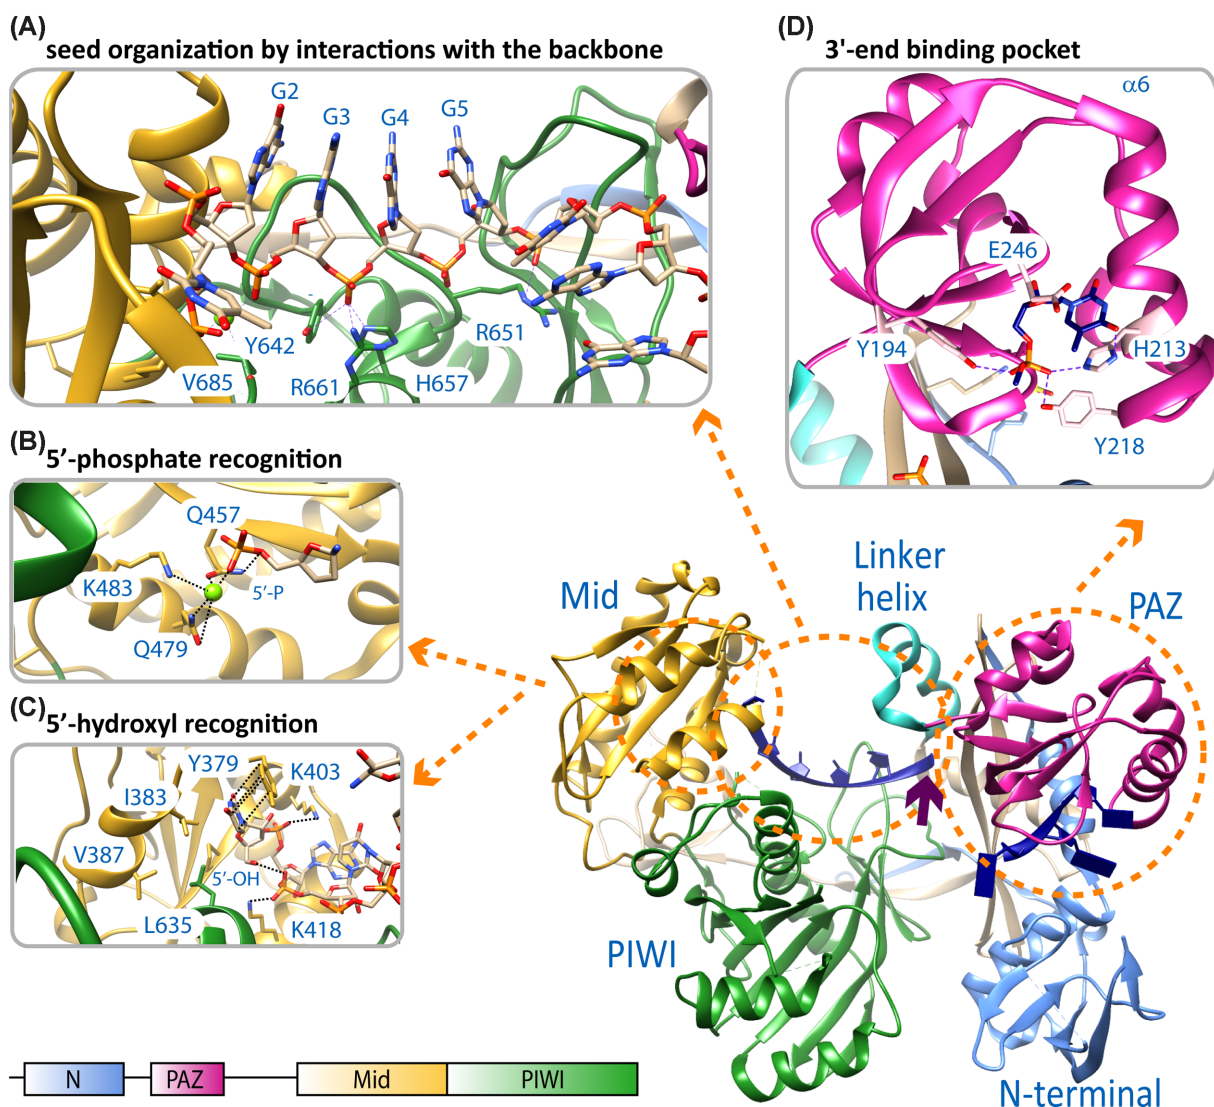 (A)
seed organization by interactions with the backbone
G2
G3
G4
G5
Y642
R651
V685
R661
H657
(D)
3'-end binding pocket
α6
E246
Y194
H213
Y218
(B)
5′-phosphate recognition
Q457
K483
5′-P
Q479
(C)
5′-hydroxyl recognition
Y379
K403
I383
V387
5′-OH
L635
K418
Mid
Linker
helix
PAZ
PIWI
N-terminal
N
PAZ
Mid
PIWI